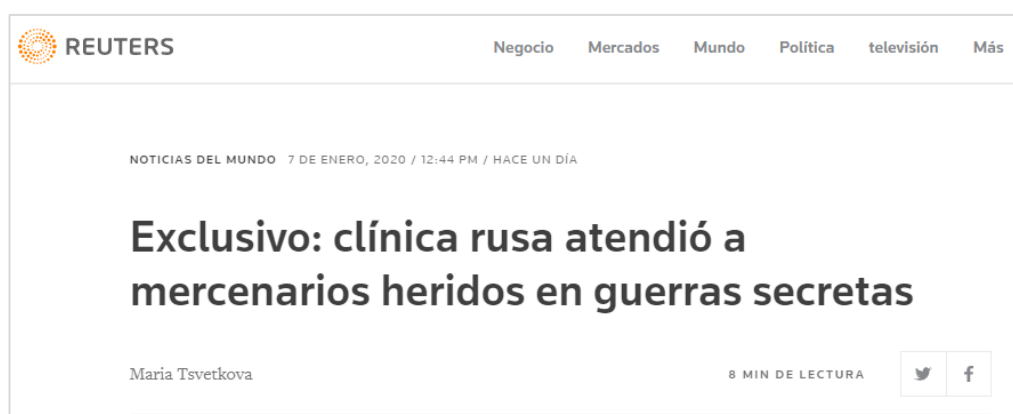 REUTERS
Negocio Mercados Mundo Política televisión Más
NOTICIAS DEL MUNDO 7 DE ENERO, 2020 / 12:44 PM / HACE UN DÍA
Exclusivo: clínica rusa atendió a
mercenarios heridos en guerras secretas
Maria Tsvetkova
8 MIN DE LECTURA